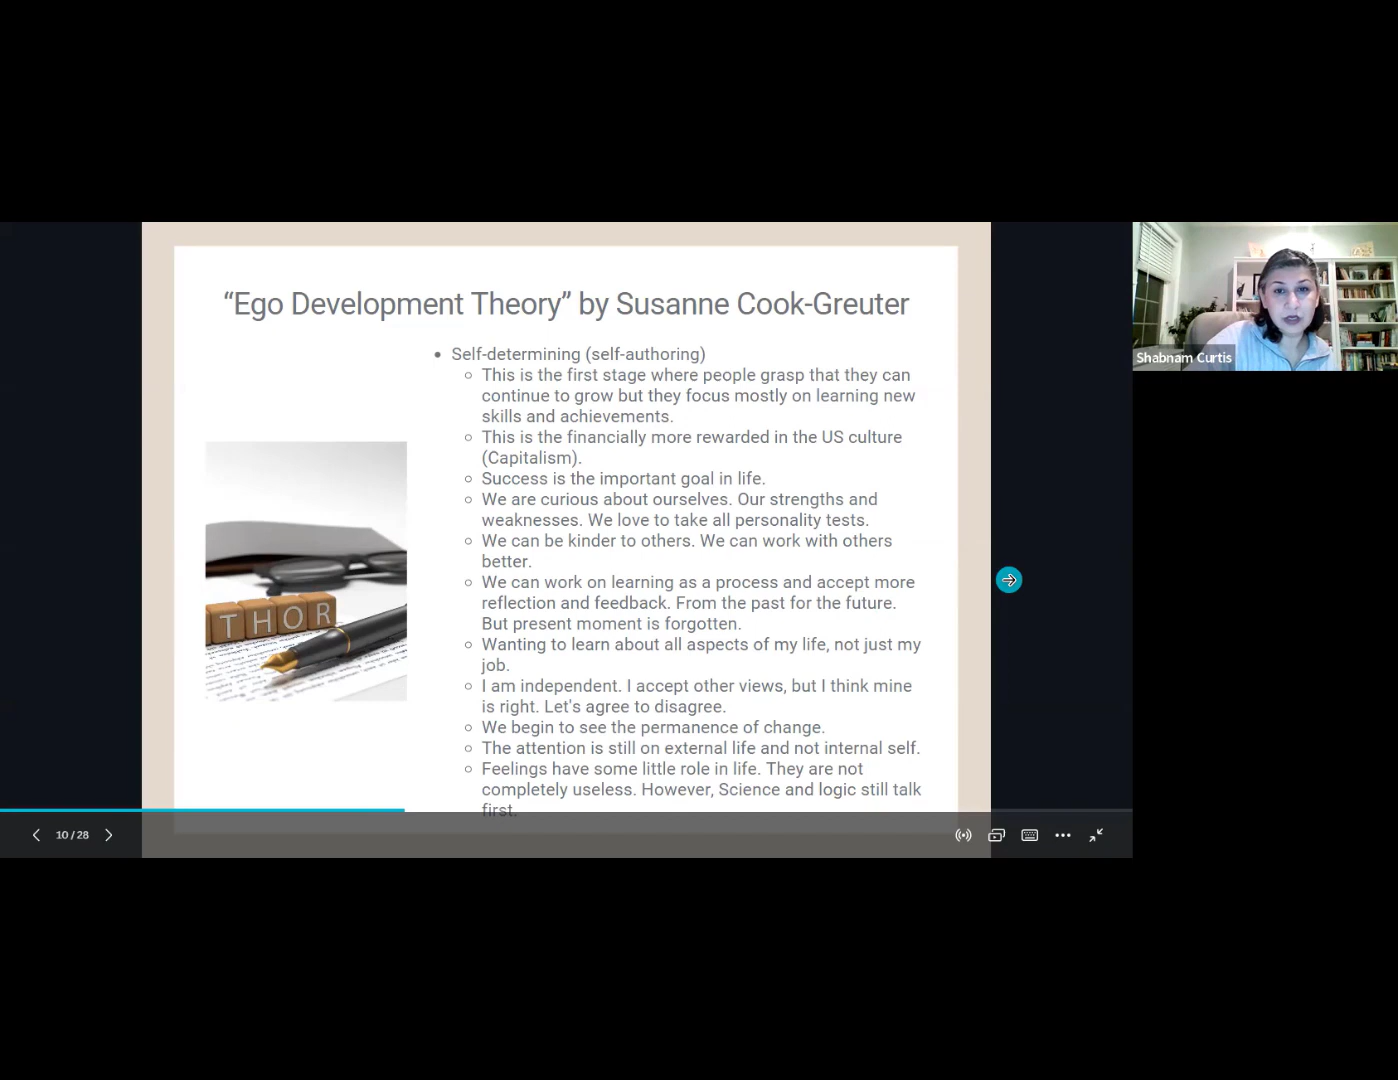 “Ego Development Theory” by Susanne Cook-Greuter
Self-determining (self-authoring)
This is the first stage where people grasp that they can
continue to grow but they focus mostly on learning new
skills and achievements.
This is the financially more rewarded in the US culture
(Capitalism).
Success is the important goal in life.
We are curious about ourselves. Our strengths and
weaknesses. We love to take all personality tests.
We can be kinder to others. We can work with others
better.
We can work on learning as a process and accept more
reflection and feedback. From the past for the future.
But present moment is forgotten.
Wanting to learn about all aspects of my life, not just my
job.
I am independent. I accept other views, but I think mine
is right. Let's agree to disagree.
We begin to see the permanence of change.
The attention is still on external life and not internal self.
Feelings have some little role in life. They are not
completely useless. However, Science and logic still talk
first.
THOR
Shabnam Curtis
10 / 28